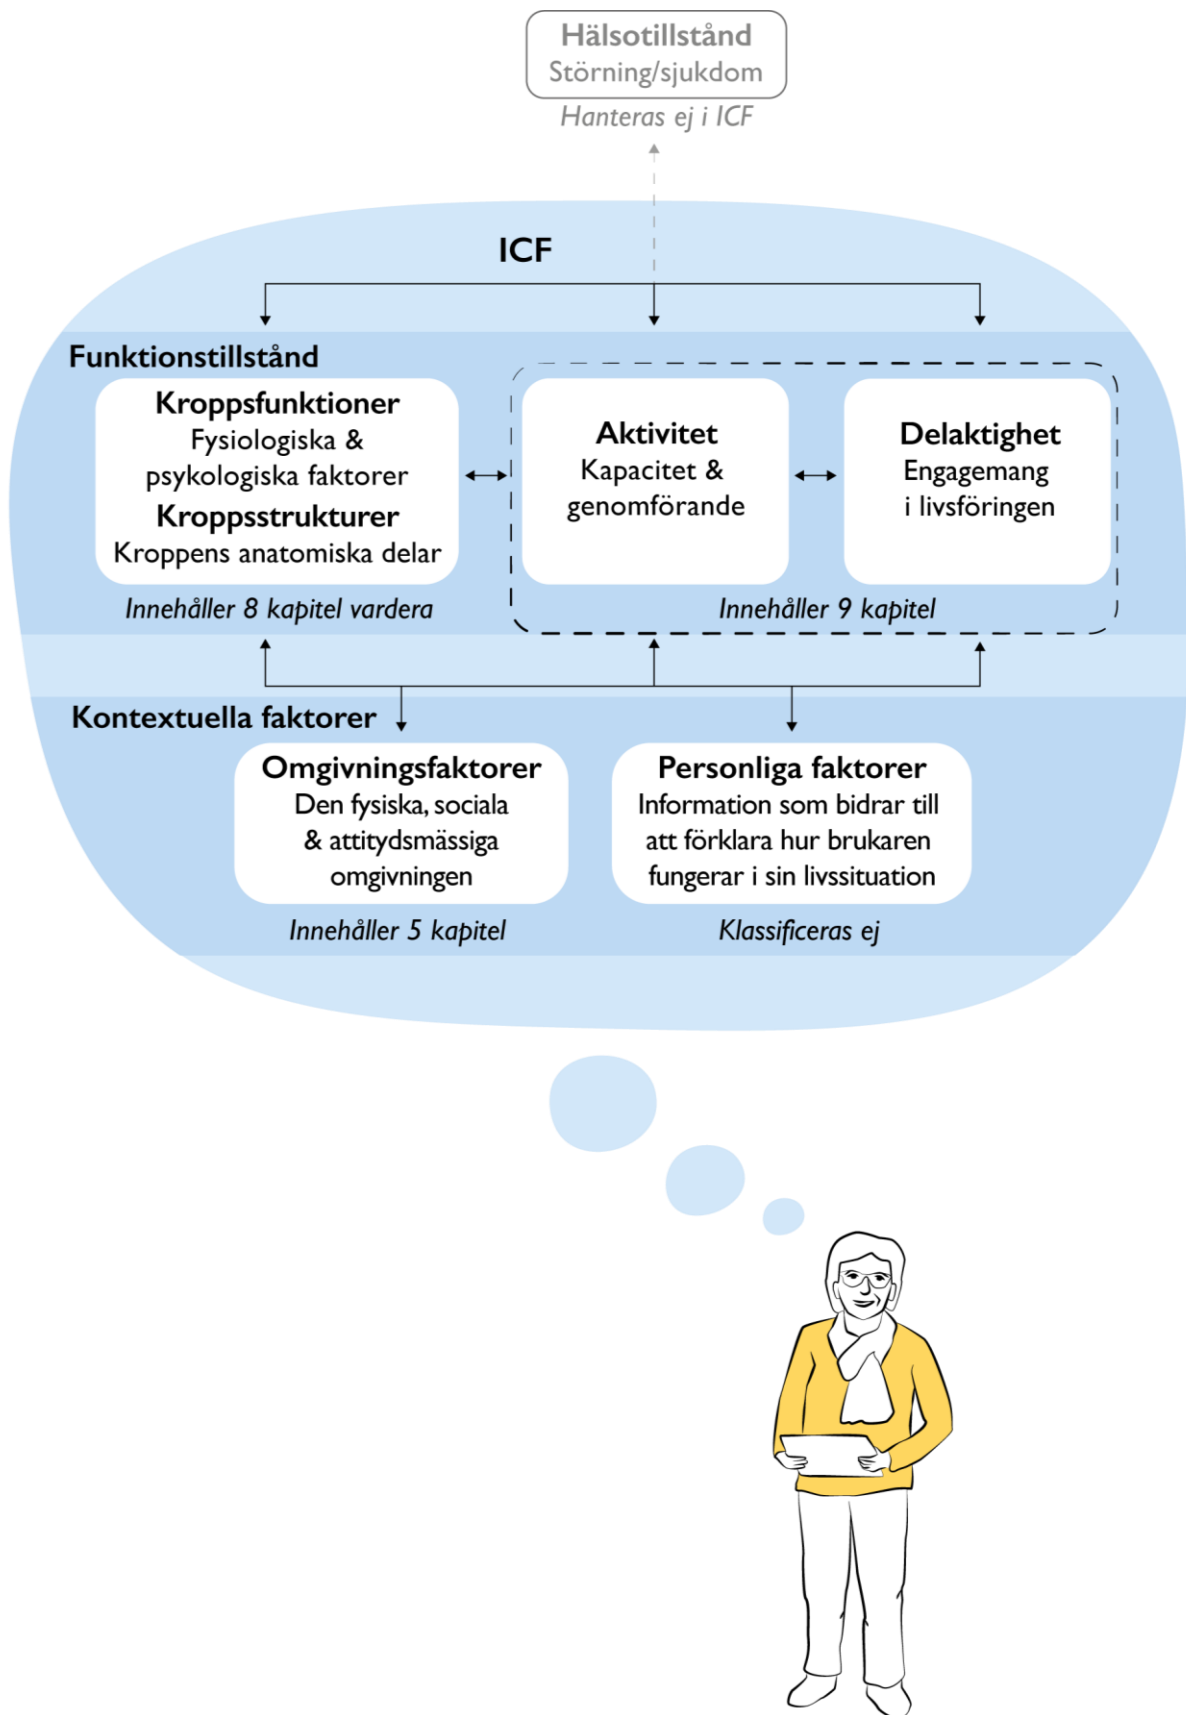 Hälsotillstånd
Störning/sjukdom
Hanteras ej i ICF
ICF
Funktionstillstånd
Kroppsfunktioner
Fysiologiska &
psykologiska faktorer
Kroppsstrukturer
Kroppens anatomiska delar
Innehåller 8 kapitel vardera
Aktivitet
Kapacitet &
genomförande
Delaktighet
Engagemang
i livsföringen
Innehåller 9 kapitel
Kontextuella faktorer
Omgivningsfaktorer
Den fysiska, sociala
& attitydsmässiga
omgivningen
Innehåller 5 kapitel
Personliga faktorer
Information som bidrar till
att förklara hur brukaren
fungerar i sin livssituation
Klassificeras ej